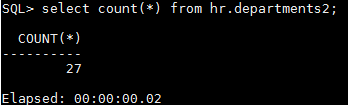 SQL> select count(*) from hr.departments2;
COUNT(*)
----------
27
Elapsed: 00:00:00.02